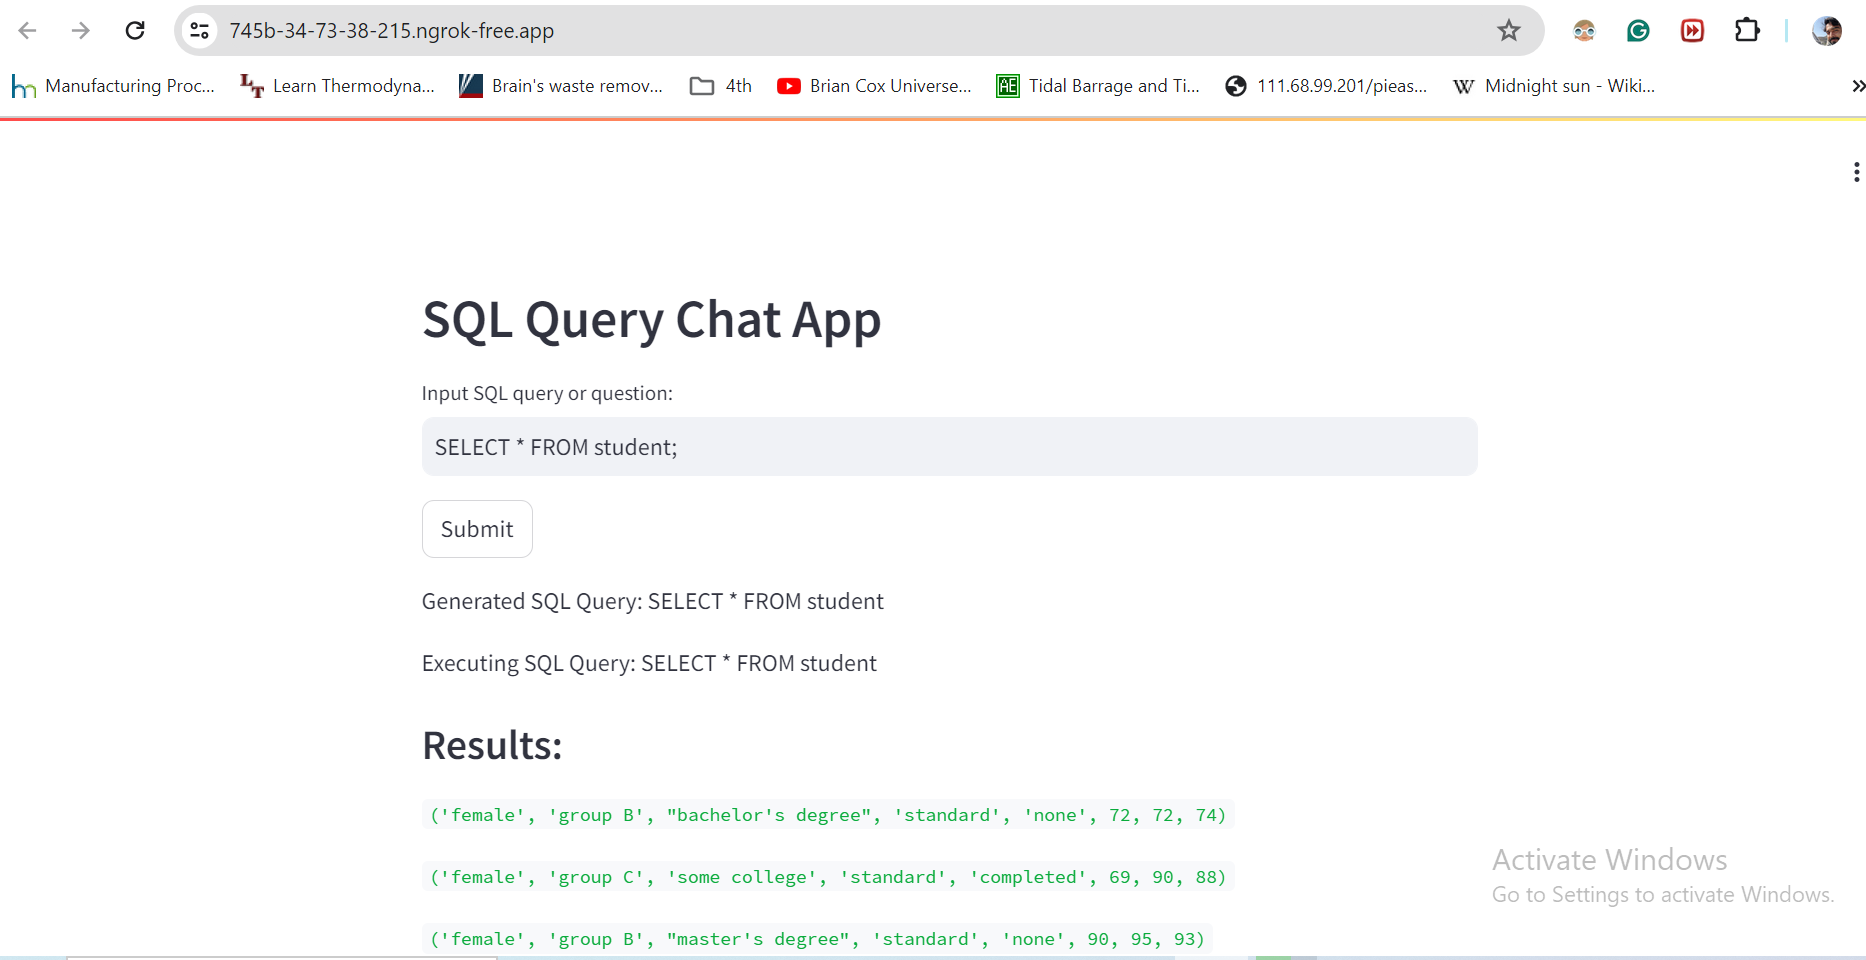 745b-34-73-38-215.ngrok-free.app
Manufacturing Proc... Learn Thermodyna... Brain's waste remov... 4th Brian Cox Universe... AE Tidal Barrage and Ti... 111.68.99.201/pieas... W Midnight sun - Wiki...
SQL Query Chat App
Input SQL query or question:
SELECT * FROM student;
Submit
Generated SQL Query: SELECT * FROM student
Executing SQL Query: SELECT * FROM student
Results:
('female', 'group B', "bachelor's degree", 'standard', 'none', 72, 72, 74)
('female', 'group C', 'some college', 'standard', 'completed', 69, 90, 88)
('female', 'group B', "master's degree", 'standard', 'none', 90, 95, 93)
Activate Windows
Go to Settings to activate Windows.